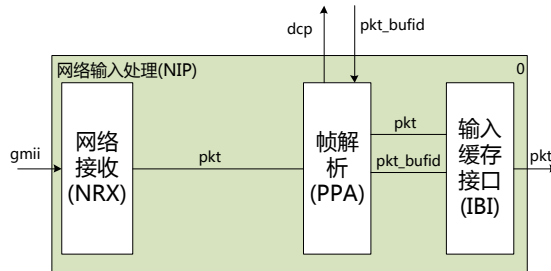 dcp
pkt_bufid
网络输入处理(NIP)
0
网络
接收
(NRX)
帧解
析
(PPA)
输入
缓存
接口
(IBI)
gmii
pkt
pkt
pkt_bufid
pkt